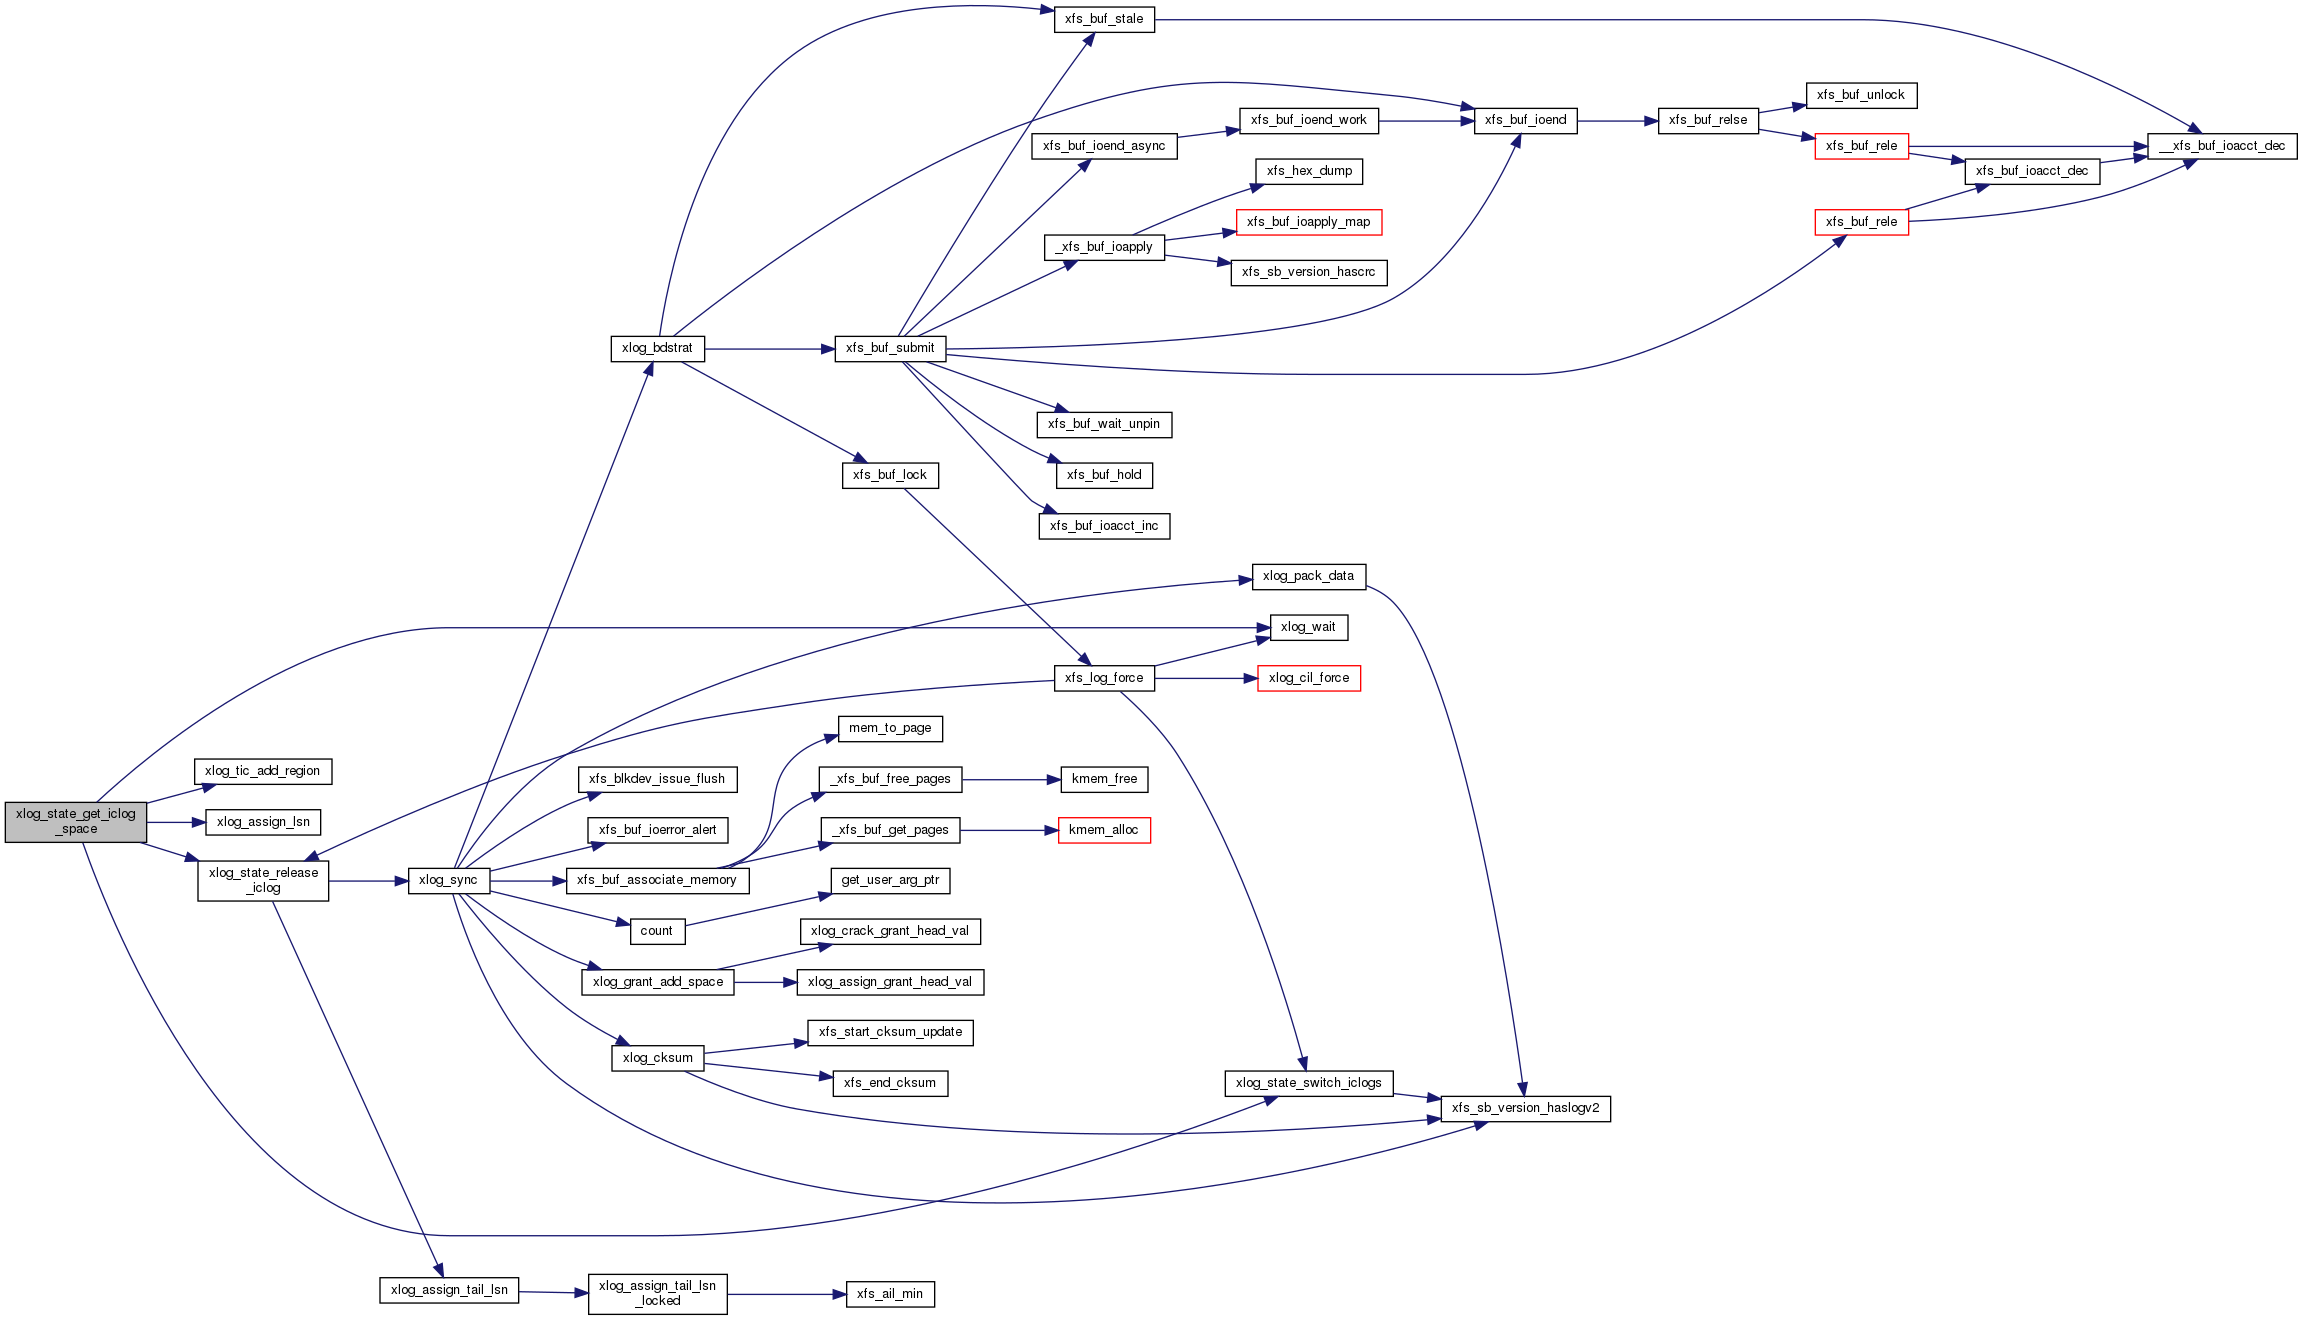 xfs_buf_stale
xfs_buf_unlock
xfs_buf_ioend_work
xfs_buf_ioend
xfs_buf_relse
xfs_buf_ioend_async
xfs_buf_rele
__xfs_buf_ioacct_dec
xfs_hex_dump
xfs_buf_ioacct_dec
xfs_buf_ioapply_map
xfs_buf_rele
_xfs_buf_ioapply
xfs_sb_version_hascrc
xlog_bdstrat
xfs_buf_submit
xfs_buf_wait_unpin
xfs_buf_lock
xfs_buf_hold
xfs_buf_ioacct_inc
xlog_pack_data
xlog_wait
xfs_log_force
xlog_cil_force
mem_to_page
xlog_tic_add_region
xfs_blkdev_issue_flush
_xfs_buf_free_pages
kmem_free
xlog_state_get_iclog
_space
xlog_assign_lsn
xfs_buf_ioerror_alert
_xfs_buf_get_pages
kmem_alloc
xlog_state_release
_iclog
xlog_sync
xfs_buf_associate_memory
get_user_arg_ptr
count
xlog_crack_grant_head_val
xlog_grant_add_space
xlog_assign_grant_head_val
xfs_start_cksum_update
xlog_cksum
xfs_end_cksum
xlog_state_switch_iclogs
xfs_sb_version_haslogv2
xlog_assign_tail_lsn
xlog_assign_tail_lsn
_locked
xfs_ail_min